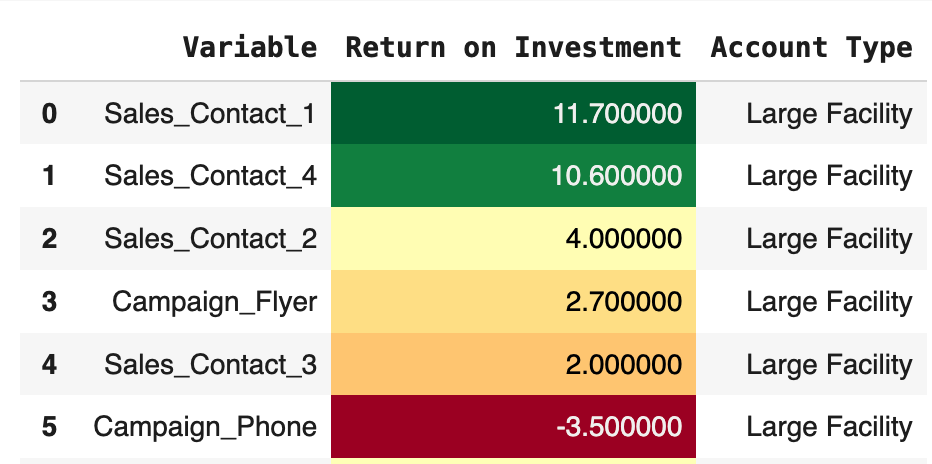 Variable Return on Investment Account Type
0 Sales_Contact_1 11.700000 Large Facility
1 Sales_Contact_4 10.600000 Large Facility
2 Sales_Contact_2 4.000000 Large Facility
3 Campaign_Flyer 2.700000 Large Facility
4 Sales_Contact_3 2.000000 Large Facility
5 Campaign_Phone -3.500000 Large Facility